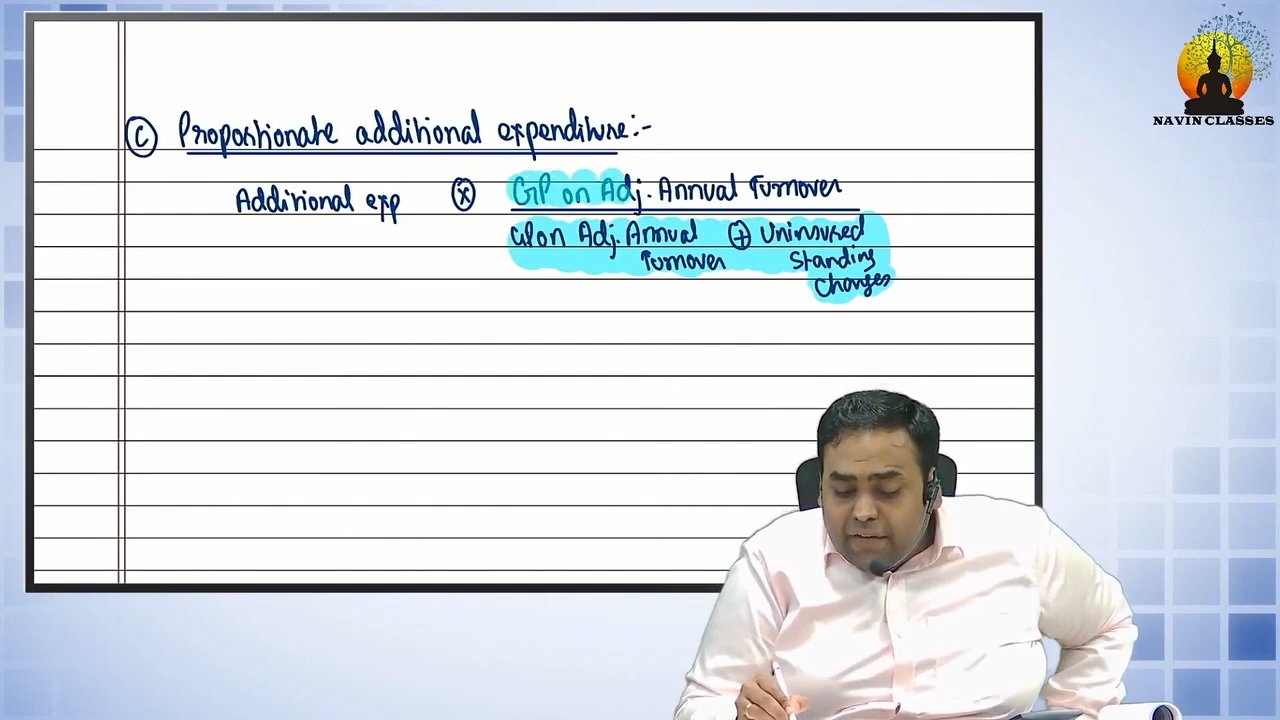 (C) Proportionate additional expenditure:-
Additional exp (x) GP on Adj. Annual Turnover
GP on Adj. Annual (+) Uninsured
Turnover Standing
Charges
NAVIN CLASSES